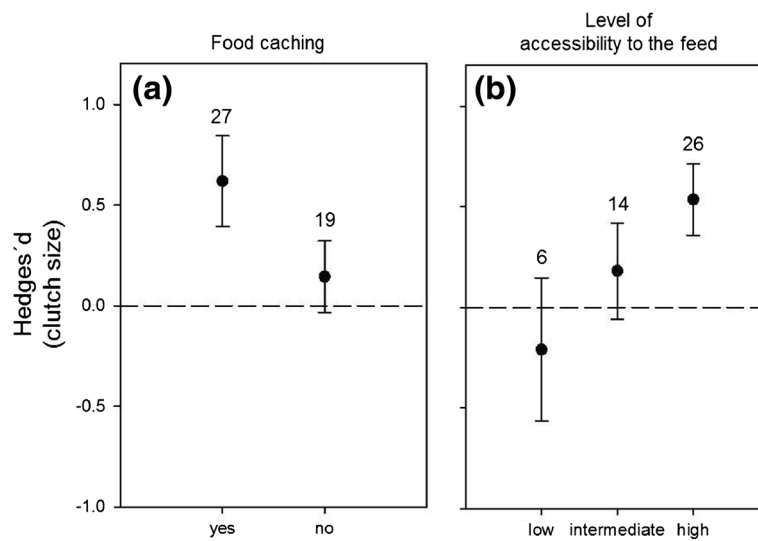 Food caching
Level of
accessibility to the feed
(a)
(b)
1.0
0.5
0.0
-0.5
-1.0
Hedges´d
(clutch size)
27
19
6
14
26
yes no
low intermediate high